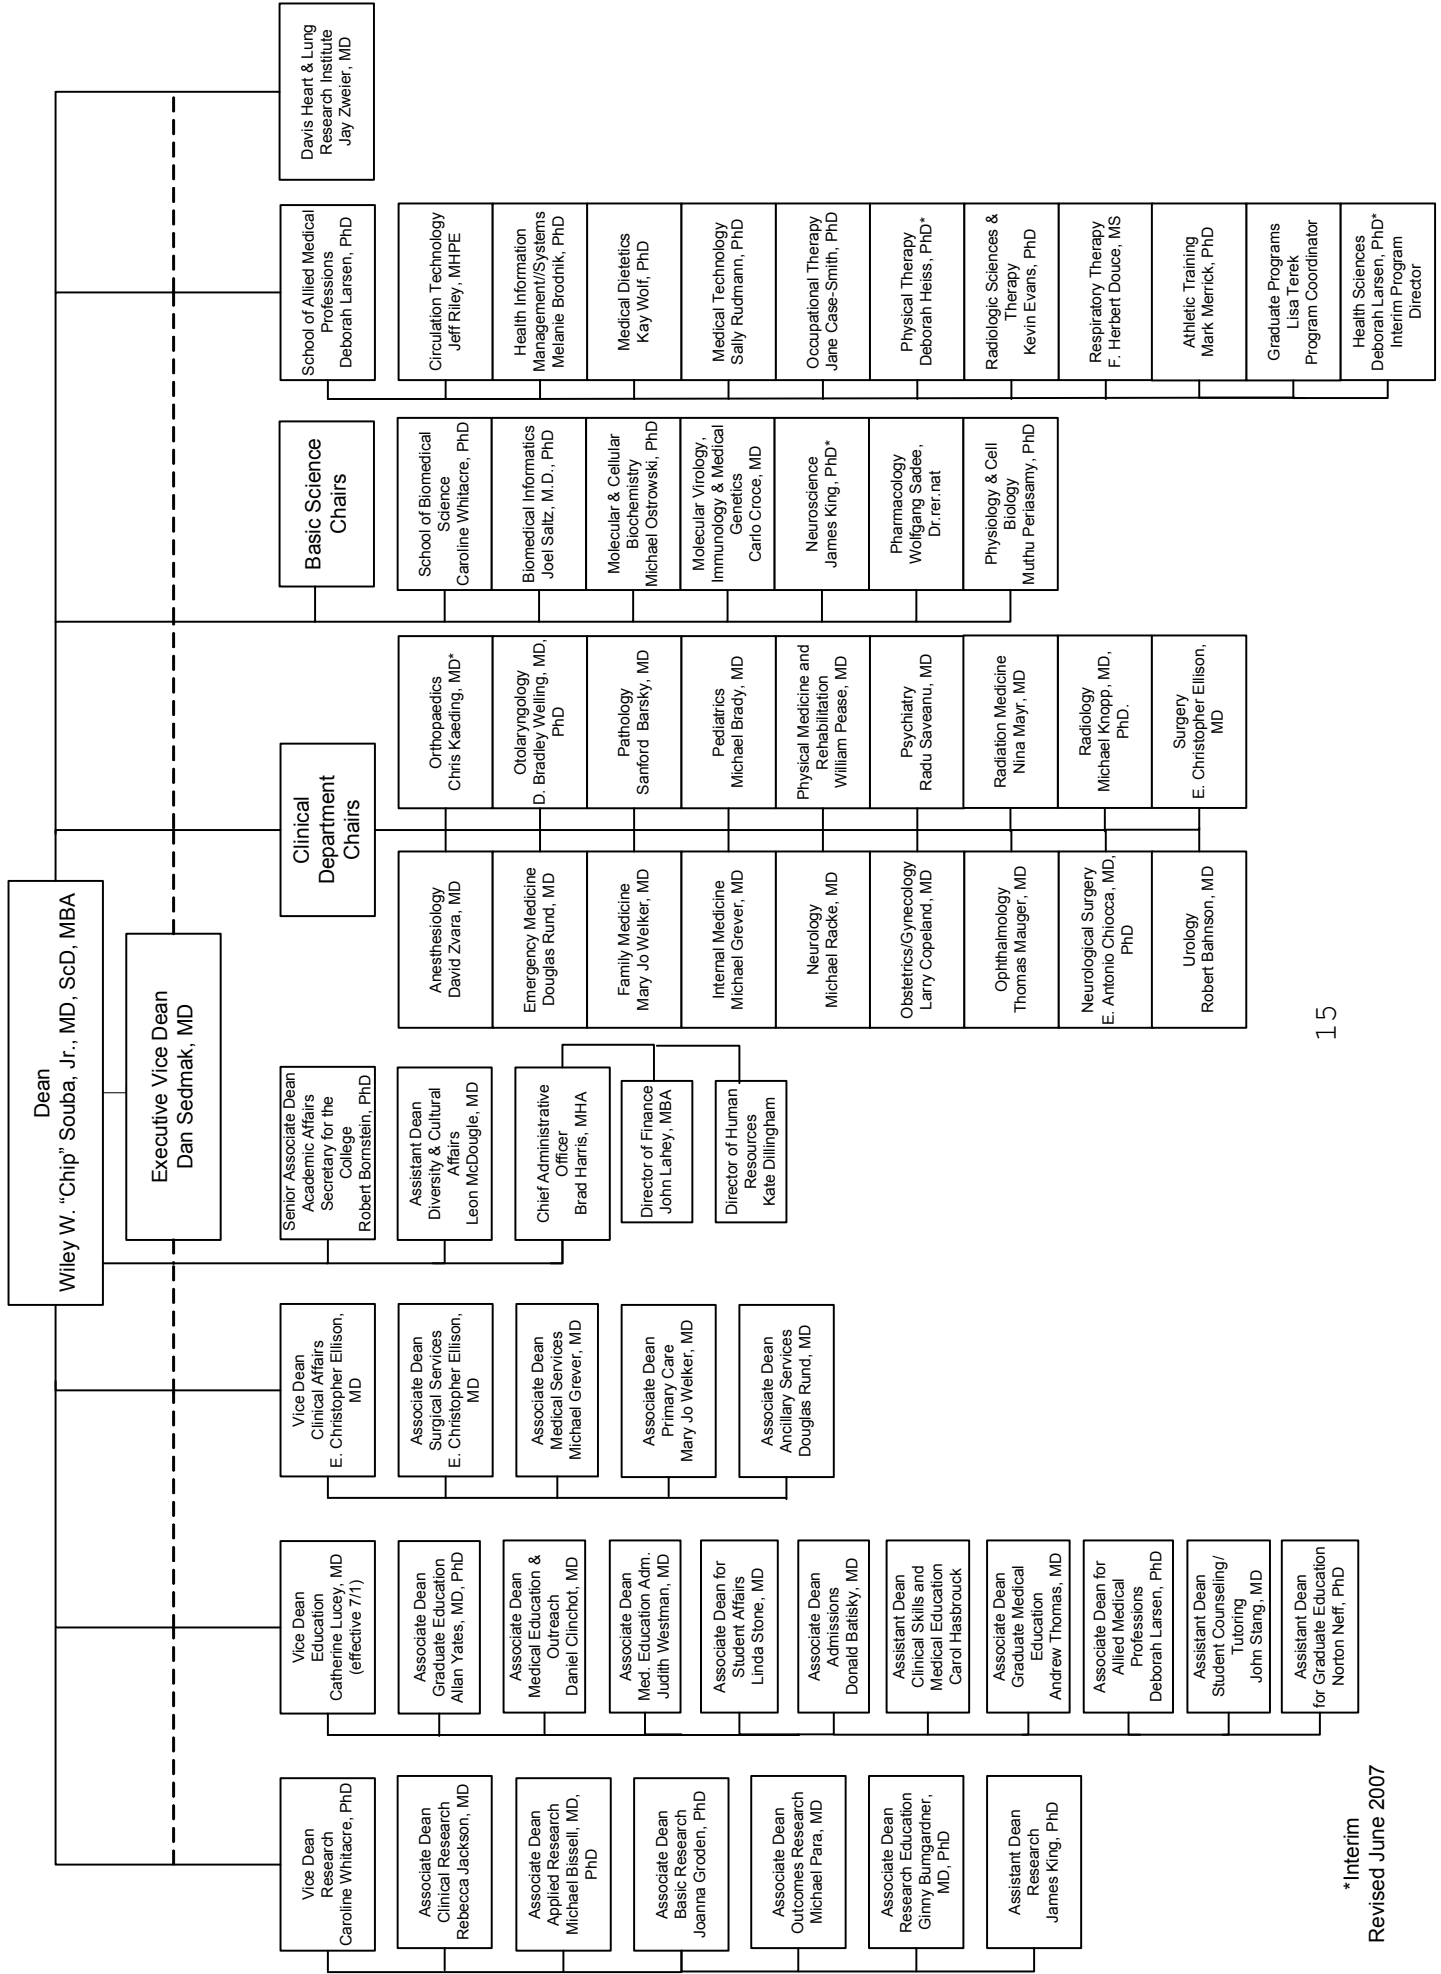 Dean
Wiley W. “Chip” Souba, Jr., MD, ScD, MBA
Executive Vice Dean
Dan Sedmak, MD
Vice Dean
Research
Caroline Whitacre, PhD
Associate Dean
Clinical Research
Rebecca Jackson, MD
Associate Dean
Applied Research
Michael Bissell, MD,
PhD
Associate Dean
Basic Research
Joanna Groden, PhD
Associate Dean
Outcomes Research
Michael Para, MD
Associate Dean
Research Education
Ginny Bumgardner,
MD, PhD
Assistant Dean
Research
James King, PhD
Vice Dean
Education
Catherine Lucey, MD
(effective 7/1)
Associate Dean
Graduate Education
Allan Yates, MD, PhD
Associate Dean
Medical Education &
Outreach
Daniel Clinchot, MD
Associate Dean
Med. Education Adm.
Judith Westman, MD
Associate Dean for
Student Affairs
Linda Stone, MD
Associate Dean
Admissions
Donald Batisky, MD
Assistant Dean
Clinical Skills and
Medical Education
Carol Hasbrouck
Associate Dean
Graduate Medical
Education
Andrew Thomas, MD
Associate Dean for
Allied Medical
Professions
Deborah Larsen, PhD
Assistant Dean
Student Counseling/
Tutoring
John Stang, MD
Assistant Dean
for Graduate Education
Norton Neff, PhD
Vice Dean
Clinical Affairs
E. Christopher Ellison,
MD
Associate Dean
Surgical Services
E. Christopher Ellison,
MD
Associate Dean
Medical Services
Michael Grever, MD
Associate Dean
Primary Care
Mary Jo Welker, MD
Associate Dean
Ancillary Services
Douglas Rund, MD
Senior Associate Dean
Academic Affairs
Secretary for the
College
Robert Bornstein, PhD
Assistant Dean
Diversity & Cultural
Affairs
Leon McDougle, MD
Chief Administrative
Officer
Brad Harris, MHA
Director of Finance
John Lahey, MBA
Director of Human
Resources
Kate Dillingham
Clinical
Department
Chairs
Anesthesiology
David Zvara, MD
Emergency Medicine
Douglas Rund, MD
Family Medicine
Mary Jo Welker, MD
Internal Medicine
Michael Grever, MD
Neurology
Michael Racke, MD
Obstetrics/Gynecology
Larry Copeland, MD
Ophthalmology
Thomas Mauger, MD
Neurological Surgery
E. Antonio Chiocca, MD,
PhD
Urology
Robert Bahnson, MD
Orthopaedics
Chris Kaeding, MD*
Otolaryngology
D. Bradley Welling, MD,
PhD
Pathology
Sanford Barsky, MD
Pediatrics
Michael Brady, MD
Physical Medicine and
Rehabilitation
William Pease, MD
Psychiatry
Radu Saveanu, MD
Radiation Medicine
Nina Mayr, MD
Radiology
Michael Knopp, MD,
PhD.
Surgery
E. Christopher Ellison,
MD
Basic Science
Chairs
School of Biomedical
Science
Caroline Whitacre, PhD
Biomedical Informatics
Joel Saltz, M.D., PhD
Molecular & Cellular
Biochemistry
Michael Ostrowski, PhD
Molecular Virology,
Immunology & Medical
Genetics
Carlo Croce, MD
Neuroscience
James King, PhD*
Pharmacology
Wolfgang Sadee,
Dr.rer.nat
Physiology & Cell
Biology
Muthu Periasamy, PhD
School of Allied Medical
Professions
Deborah Larsen, PhD
Circulation Technology
Jeff Riley, MHPE
Health Information
Management//Systems
Melanie Brodnik, PhD
Medical Dietetics
Kay Wolf, PhD
Medical Technology
Sally Rudmann, PhD
Occupational Therapy
Jane Case-Smith, PhD
Physical Therapy
Deborah Heiss, PhD*
Radiologic Sciences &
Therapy
Kevin Evans, PhD
Respiratory Therapy
F. Herbert Douce, MS
Athletic Training
Mark Merrick, PhD
Graduate Programs
Lisa Terek
Program Coordinator
Health Sciences
Deborah Larsen, PhD*
Interim Program
Director
Davis Heart & Lung
Research Institute
Jay Zweier, MD
*Interim
Revised June 2007
15